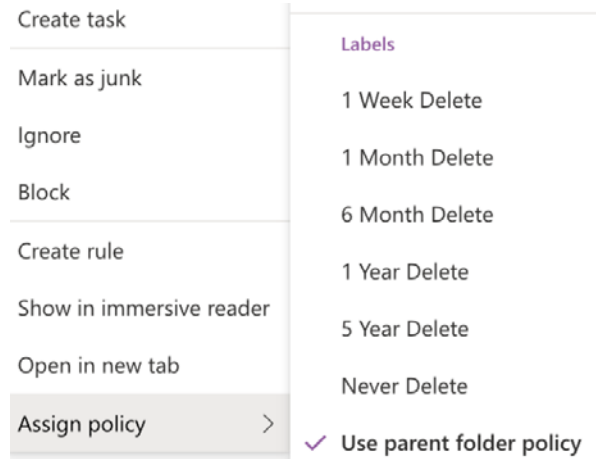 Create task
Mark as junk
Ignore
Block
Create rule
Show in immersive reader
Open in new tab
Assign policy
Labels
1 Week Delete
1 Month Delete
6 Month Delete
1 Year Delete
5 Year Delete
Never Delete
Use parent folder policy